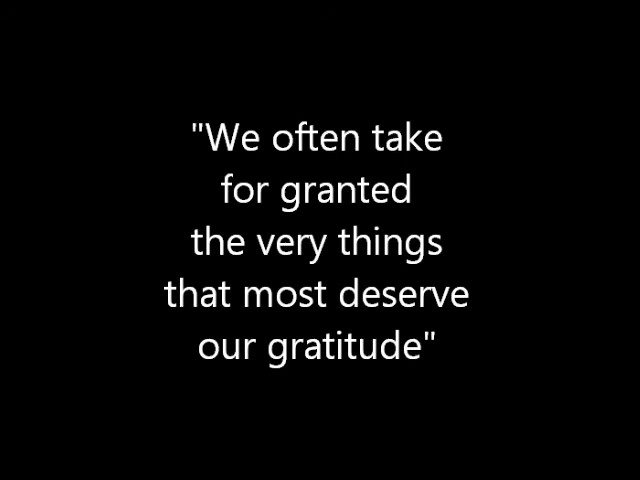 "We often take
for granted
the very things
that most deserve
our gratitude"